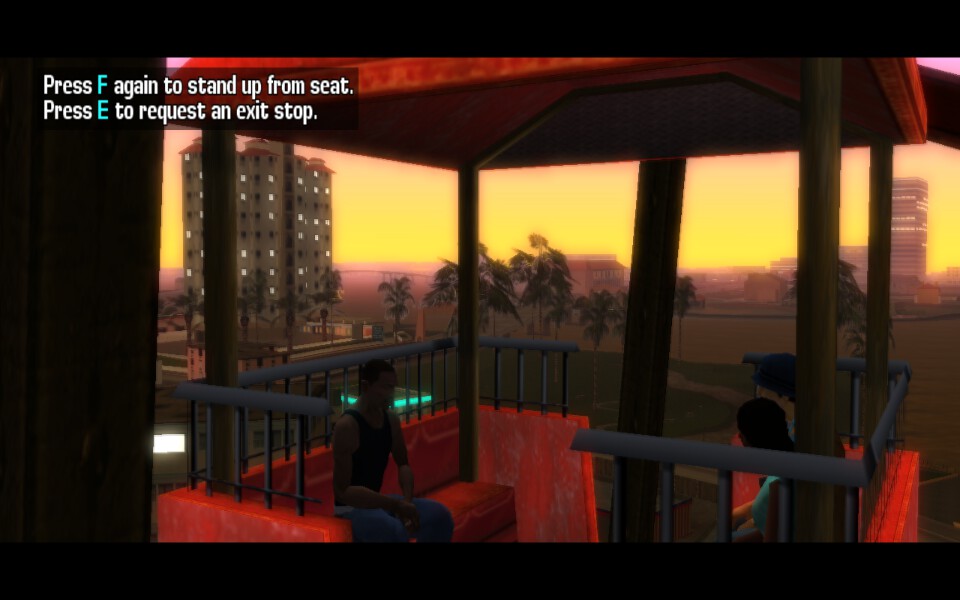 Press F again to stand up from seat.
Press E to request an exit stop.